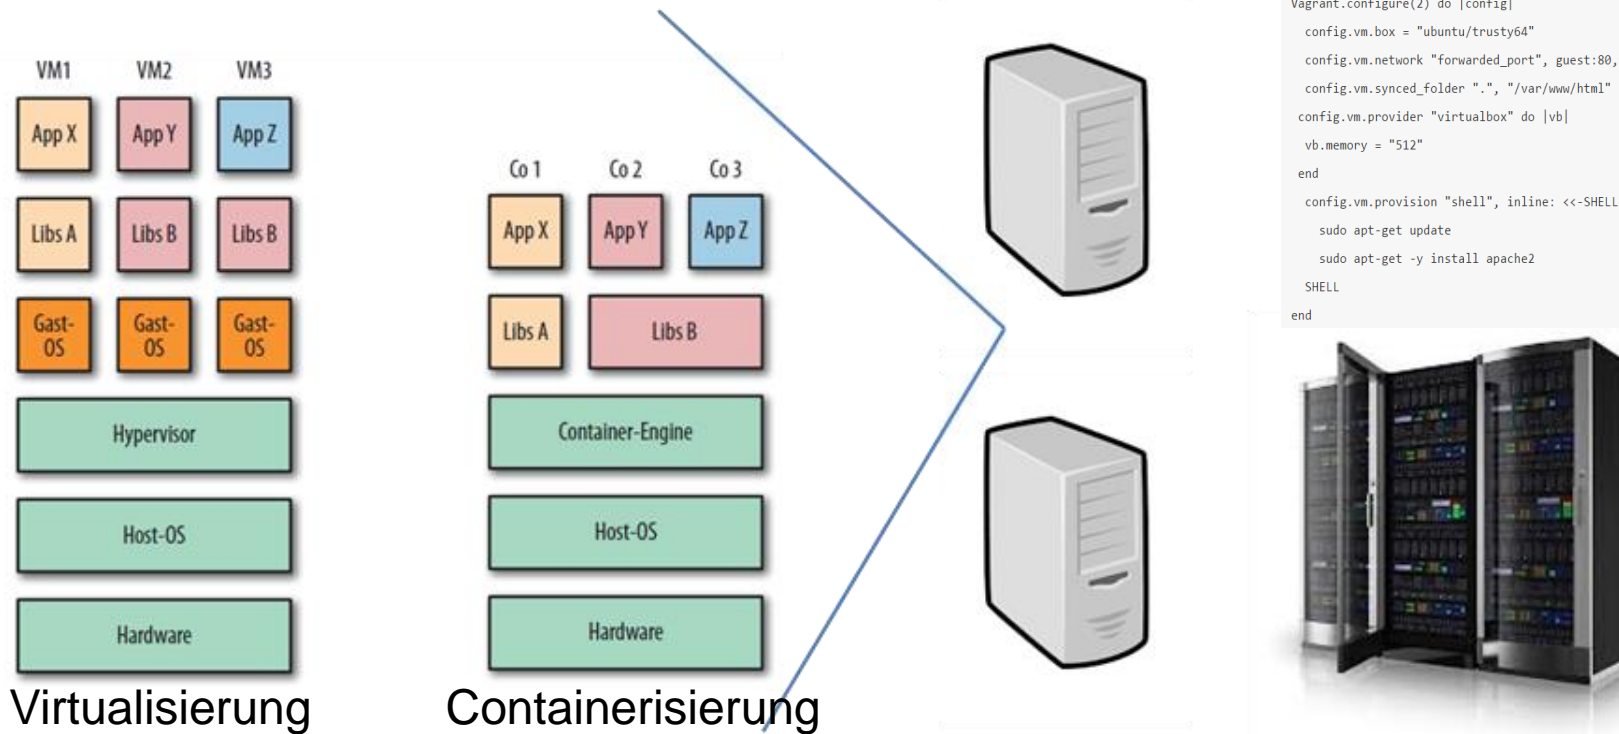 VM1 VM2 VM3
App X App Y App Z
Libs A Libs B Libs B
Gast- Gast- Gast-
OS OS OS
Hypervisor
Host-OS
Hardware
Virtualisierung
Co 1 Co 2 Co 3
App X App Y App Z
Libs A Libs B
Container-Engine
Host-OS
Hardware
Containerisierung
Vagrant.configure(2) do |config|
config.vm.box = "ubuntu/trusty64"
config.vm.network "forwarded_port", guest:80,
config.vm.synced_folder ".", "/var/www/html"
config.vm.provider "virtualbox" do |vb|
vb.memory = "512"
end
config.vm.provision "shell", inline: <<-SHELL
sudo apt-get update
sudo apt-get -y install apache2
SHELL
end